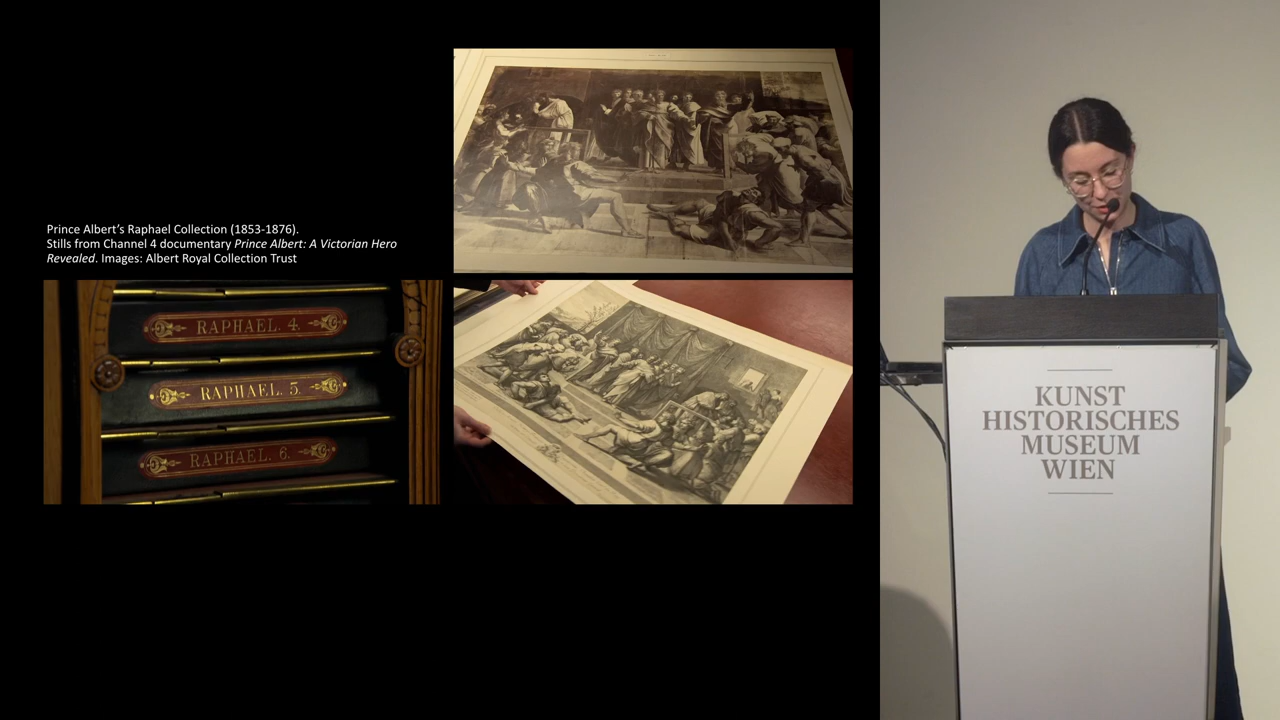 Prince Albert’s Raphael Collection (1853-1876).
Stills from Channel 4 documentary Prince Albert: A Victorian Hero
Revealed. Images: Albert Royal Collection Trust
RAPHAEL. 4.
RAPHAEL. 5.
RAPHAEL. 6.
KUNST
HISTORISCHES
MUSEUM
WIEN